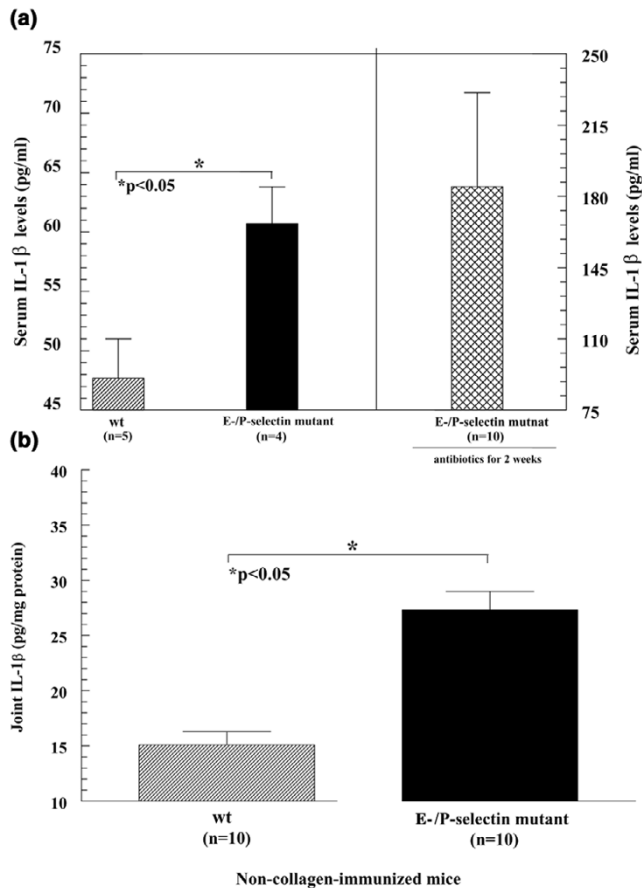 (a)
75
70
65
60
55
50
45
Serum IL-1 β levels (pg/ml)
*
*p<0.05
250
215
180
145
110
75
Serum IL-1 β levels (pg/ml)
wt
(n=5)
E-/P-selectin mutant
(n=4)
E-/P-selectin mutnat
(n=10)
antibiotics for 2 weeks
(b)
40
35
30
25
20
15
10
Joint IL-1β (pg/mg protein)
*
*p<0.05
wt
(n=10)
E-/P-selectin mutant
(n=10)
Non-collagen-immunized mice